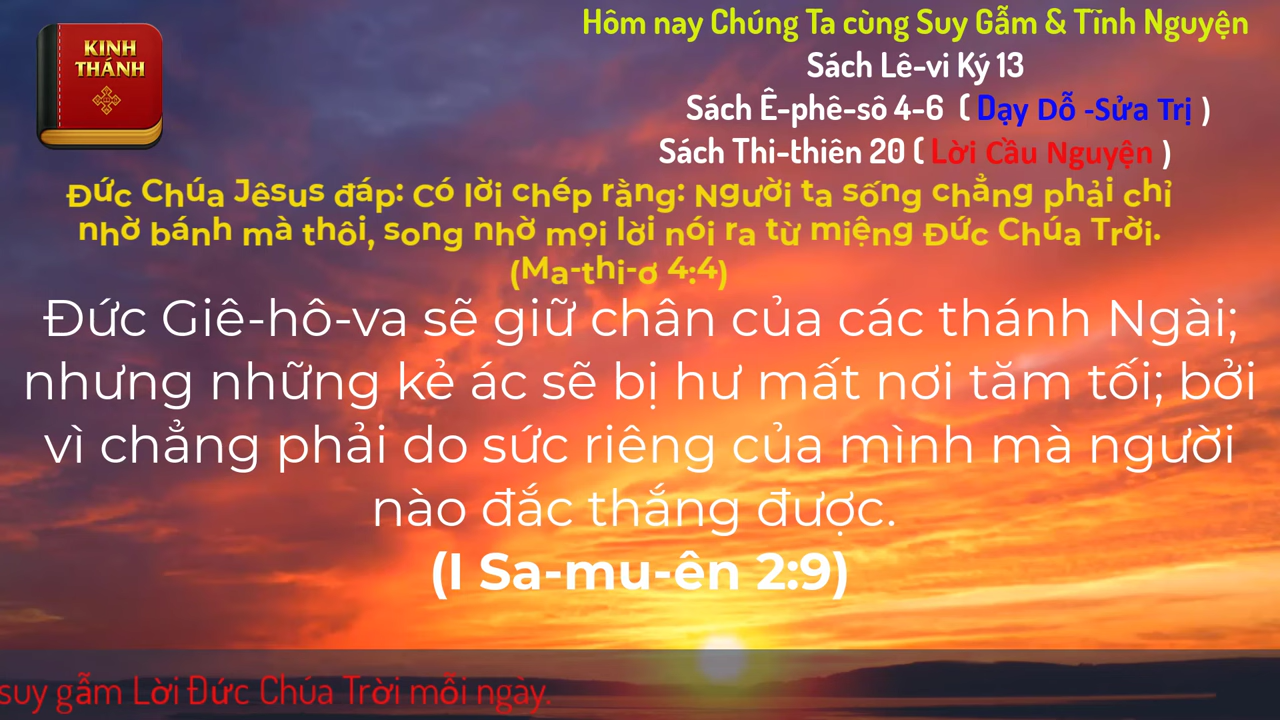 KINH
THÁNH
Hôm nay Chúng Ta cùng Suy Gẫm & Tĩnh Nguyện
Sách Lê-vi Ký 13
Sách Ê-phê-sô 4-6 ( Dạy Dỗ -Sửa Trị )
Sách Thi-thiên 20 ( Lời Cầu Nguyện )
Đức Chúa Jêsus đáp: Có lời chép rằng: Người ta sống chẳng phải chỉ
nhờ bánh mà thôi, song nhờ mọi lời nói ra từ miệng Đức Chúa Trời.
(Ma-thi-ơ 4:4)
Đức Giê-hô-va sẽ giữ chân của các thánh Ngài;
nhưng những kẻ ác sẽ bị hư mất nơi tăm tối; bởi
vì chẳng phải do sức riêng của mình mà người
nào đắc thắng được.
(I Sa-mu-ên 2:9)
suy gẫm Lời Đức Chúa Trời mỗi ngày.